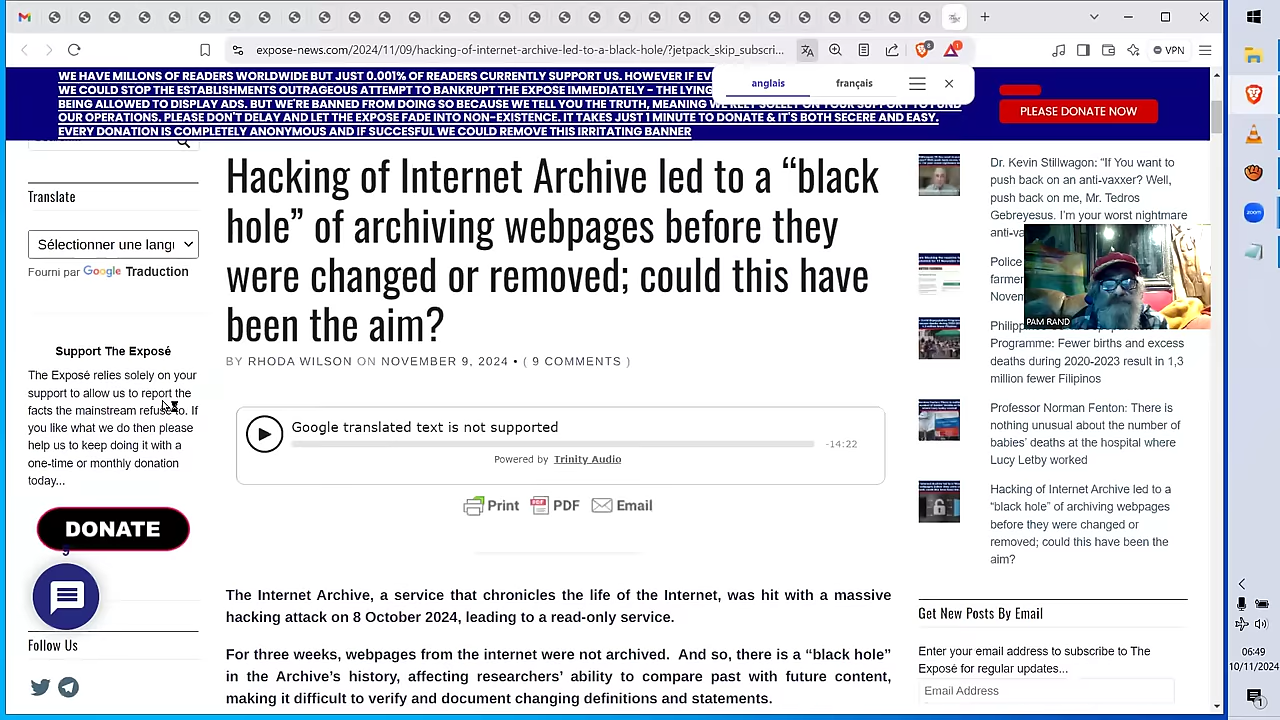 expose-news.com/2024/11/09/hacking-of-internet-archive-led-to-a-black-hole/?jetpack_skip_subscri...
8
1
VPN
anglais
français
WE HAVE MILLONS OF READERS WORLDWIDE BUT JUST 0.001% OF READERS CURRENTLY SUPPORT US. HOWEVER IF
WE COULD STOP THE ESTABLISHMENTS OUTRAGEOUS ATTEMPT TO BANKRUPT THE EXPOSE IMMEDIATELY - THE LYING
BEING ALLOWED TO DISPLAY ADS. BUT WE'RE BANNED FROM DOING SO BECAUSE WE TELL YOU THE TRUTH, MEANING WE RELY SOLELY ON YOUR SUPPORT TO FUND
OUR OPERATIONS. PLEASE DON'T DELAY AND LET THE EXPOSE FADE INTO NON-EXISTENCE. IT TAKES JUST 1 MINUTE TO DONATE & IT'S BOTH SECERE AND EASY.
EVERY DONATION IS COMPLETELY ANONYMOUS AND IF SUCCESFUL WE COULD REMOVE THIS IRRITATING BANNER
PLEASE DONATE NOW
Translate
Sélectionner une langu
Fourni par Google Traduction
Support The Exposé
The Exposé relies solely on your
support to allow us to report the
facts the mainstream refuse to. If
you like what we do then please
help us to keep doing it with a
one-time or monthly donation
today...
DONATE
9
Follow Us
Hacking of Internet Archive led to a “black
hole” of archiving webpages before they
were changed or removed; could this have
been the aim?
BY RHODA WILSON ON NOVEMBER 9, 2024 • ( 9 COMMENTS )
Google translated text is not supported
-14:22
Powered by Trinity Audio
Print PDF Email
The Internet Archive, a service that chronicles the life of the Internet, was hit with a massive
hacking attack on 8 October 2024, leading to a read-only service.
For three weeks, webpages from the internet were not archived. And so, there is a “black hole”
in the Archive’s history, affecting researchers’ ability to compare past with future content,
making it difficult to verify and document changing definitions and statements.
Dr. Kevin Stillwagon: “If You want to
push back on an anti-vaxxer? Well,
push back on me, Mr. Tedros
Gebreyesus. I’m your worst nightmare
anti-va
Police
farme
Novem
PAM RAND
Philipp
Programme: Fewer births and excess
deaths during 2020-2023 result in 1,3
million fewer Filipinos
Professor Norman Fenton: There is
nothing unusual about the number of
babies’ deaths at the hospital where
Lucy Letby worked
Hacking of Internet Archive led to a
“black hole” of archiving webpages
before they were changed or
removed; could this have been the
aim?
Get New Posts By Email
Enter your email address to subscribe to The
Exposé for regular updates...
Email Address
zoom
06:49
10/11/2024
1